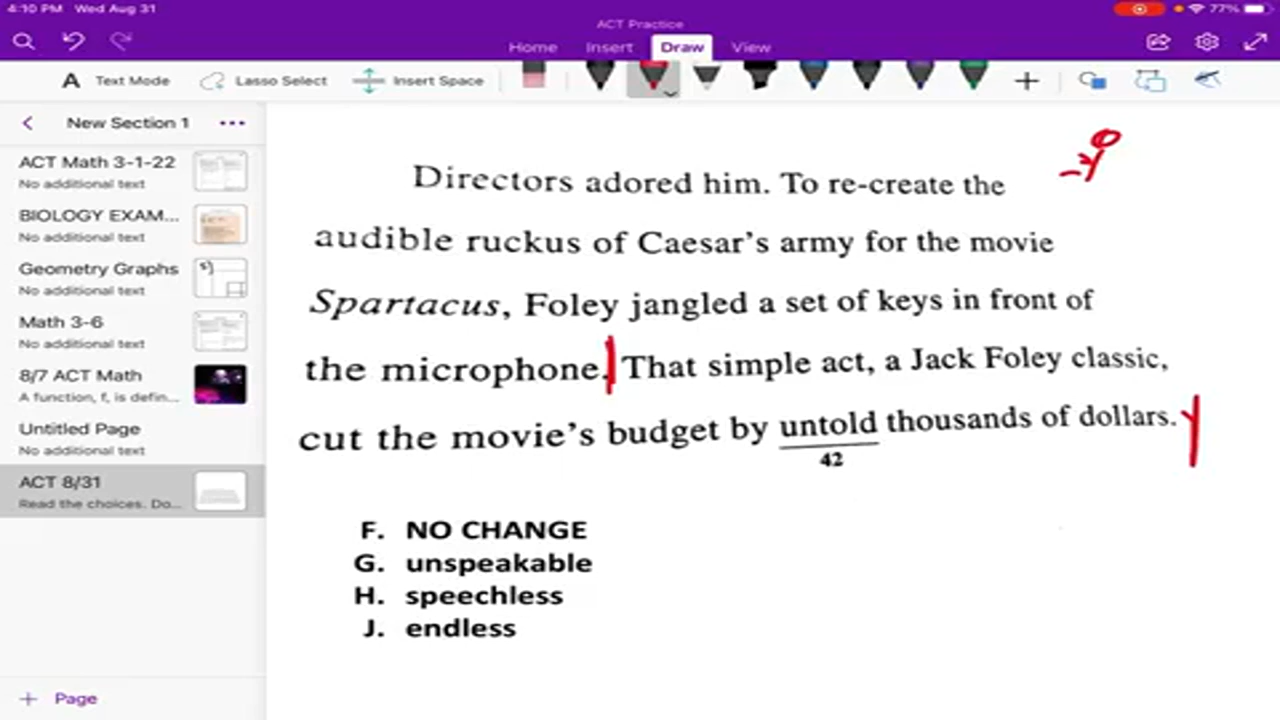 4:10 PM Wed Aug 31
77%
ACT Practice
Home Insert Draw View
A Text Mode Lasso Select Insert Space
New Section 1
ACT Math 3-1-22
No additional text
BIOLOGY EXAM...
No additional text
Geometry Graphs
No additional text
Math 3-6
No additional text
8/7 ACT Math
A function, f, is defin...
Untitled Page
No additional text
ACT 8/31
Read the choices. Do...
+ Page
Directors adored him. To re-create the
audible ruckus of Caesar's army for the movie
Spartacus, Foley jangled a set of keys in front of
the microphone. That simple act, a Jack Foley classic,
cut the movie's budget by untold thousands of dollars.
42
F. NO CHANGE
G. unspeakable
H. speechless
J. endless